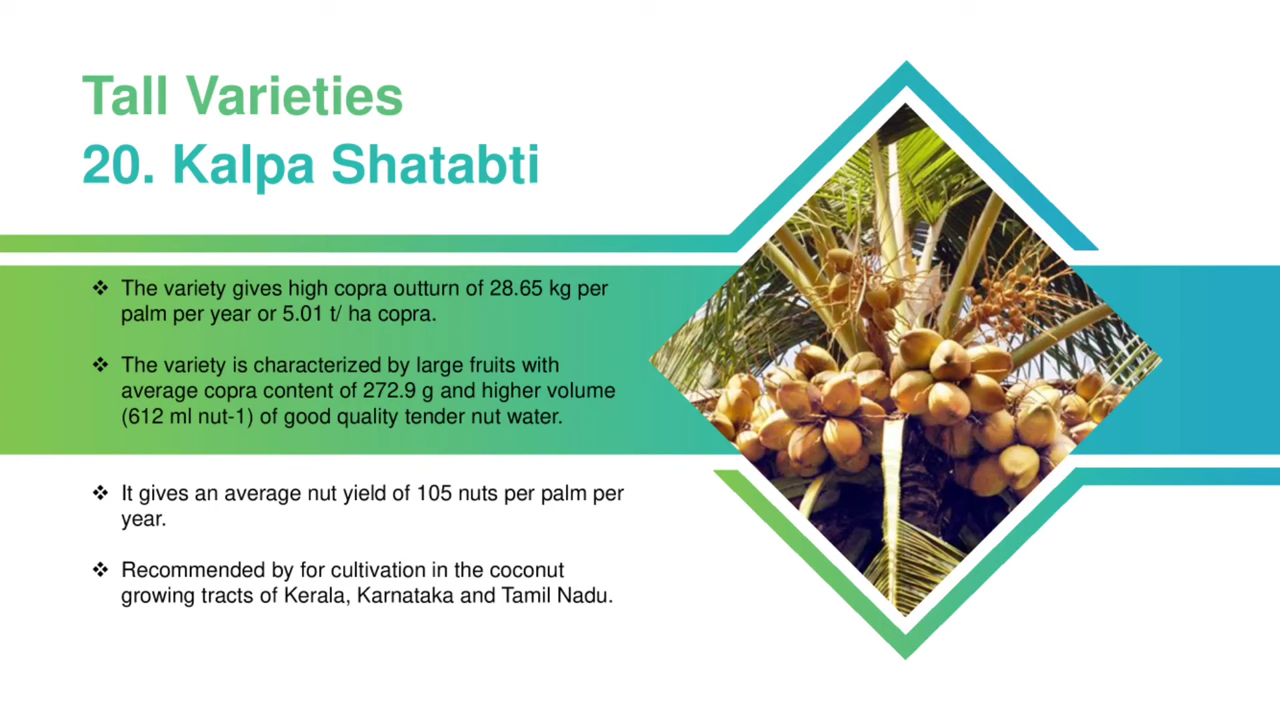 Tall Varieties
20. Kalpa Shatabti
❖ The variety gives high copra outturn of 28.65 kg per
palm per year or 5.01 t/ ha copra.
❖ The variety is characterized by large fruits with
average copra content of 272.9 g and higher volume
(612 ml nut-1) of good quality tender nut water.
❖ It gives an average nut yield of 105 nuts per palm per
year.
❖ Recommended by for cultivation in the coconut
growing tracts of Kerala, Karnataka and Tamil Nadu.